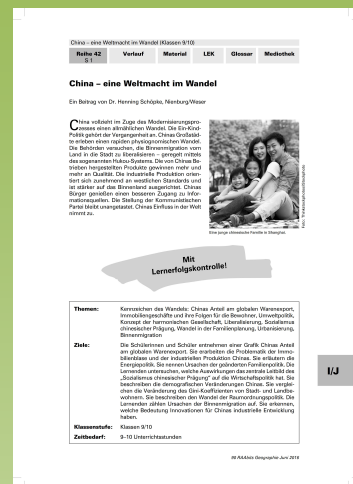 China – eine Weltmacht im Wandel (Klassen 9/10)
Reihe 42 Verlauf Material LEK Glossar Mediothek
S 1
China – eine Weltmacht im Wandel
Ein Beitrag von Dr. Henning Schöpke, Nienburg/Weser
China vollzieht im Zuge des Modernisierungspro-
zesses einen allmählichen Wandel. Die Ein-Kind-
Politik gehört der Vergangenheit an. Chinas Großstäd-
te erleben einen rapiden physiognomischen Wandel.
Die Behörden versuchen, die Binnenmigration vom
Land in die Stadt zu liberalisieren – geregelt mittels
des sogenannten Hukou-Systems. Die von Chinas Be-
trieben hergestellten Produkte gewinnen mehr und
mehr an Qualität. Die industrielle Produktion orien-
tiert sich zunehmend an westlichen Standards und
ist stärker auf das Binnenland ausgerichtet. Chinas
Bürger genießen einen besseren Zugang zu Infor-
mationsquellen. Die Stellung der Kommunistischen
Partei bleibt unangetastet. Chinas Einfluss in der Welt
nimmt zu.
Eine junge chinesische Familie in Shanghai.
Mit
Lernerfolgskontrolle!
Themen: Kennzeichen des Wandels: Chinas Anteil am globalen Warenexport,
Immobiliengeschäfte und ihre Folgen für die Bewohner, Umweltpolitik,
Konzept der harmonischen Gesellschaft, Liberalisierung, Sozialismus
chinesischer Prägung, Wandel in der Familienplanung, Urbanisierung,
Binnenmigration
Ziele: Die Schülerinnen und Schüler entnehmen einer Grafik Chinas Anteil
am globalen Warenexport. Sie erarbeiten die Problematik der Immo-
bilienblase und der industriellen Produktion Chinas. Sie erläutern die
Energiepolitik. Sie nennen Ursachen der geänderten Familienpolitik. Die
Lernenden untersuchen, welche Auswirkungen das zentrale Leitbild des
„Sozialismus chinesischer Prägung“ auf die Wirtschaftspolitik hat. Sie
beschreiben die demografischen Veränderungen Chinas. Sie verglei-
chen die Veränderung des Gini-Koeffizienten von Stadt- und Landbe-
wohnern. Sie beschreiben den Wandel der Raumordnungspolitik. Die
Lernenden zählen Ursachen der Binnenmigration auf. Sie erkennen,
welche Bedeutung Innovationen für Chinas industrielle Entwicklung
haben.
Klassenstufe: Klassen 9/10
Zeitbedarf: 9–10 Unterrichtsstunden
I/J
99 RAAbits Geographie Juni 2018